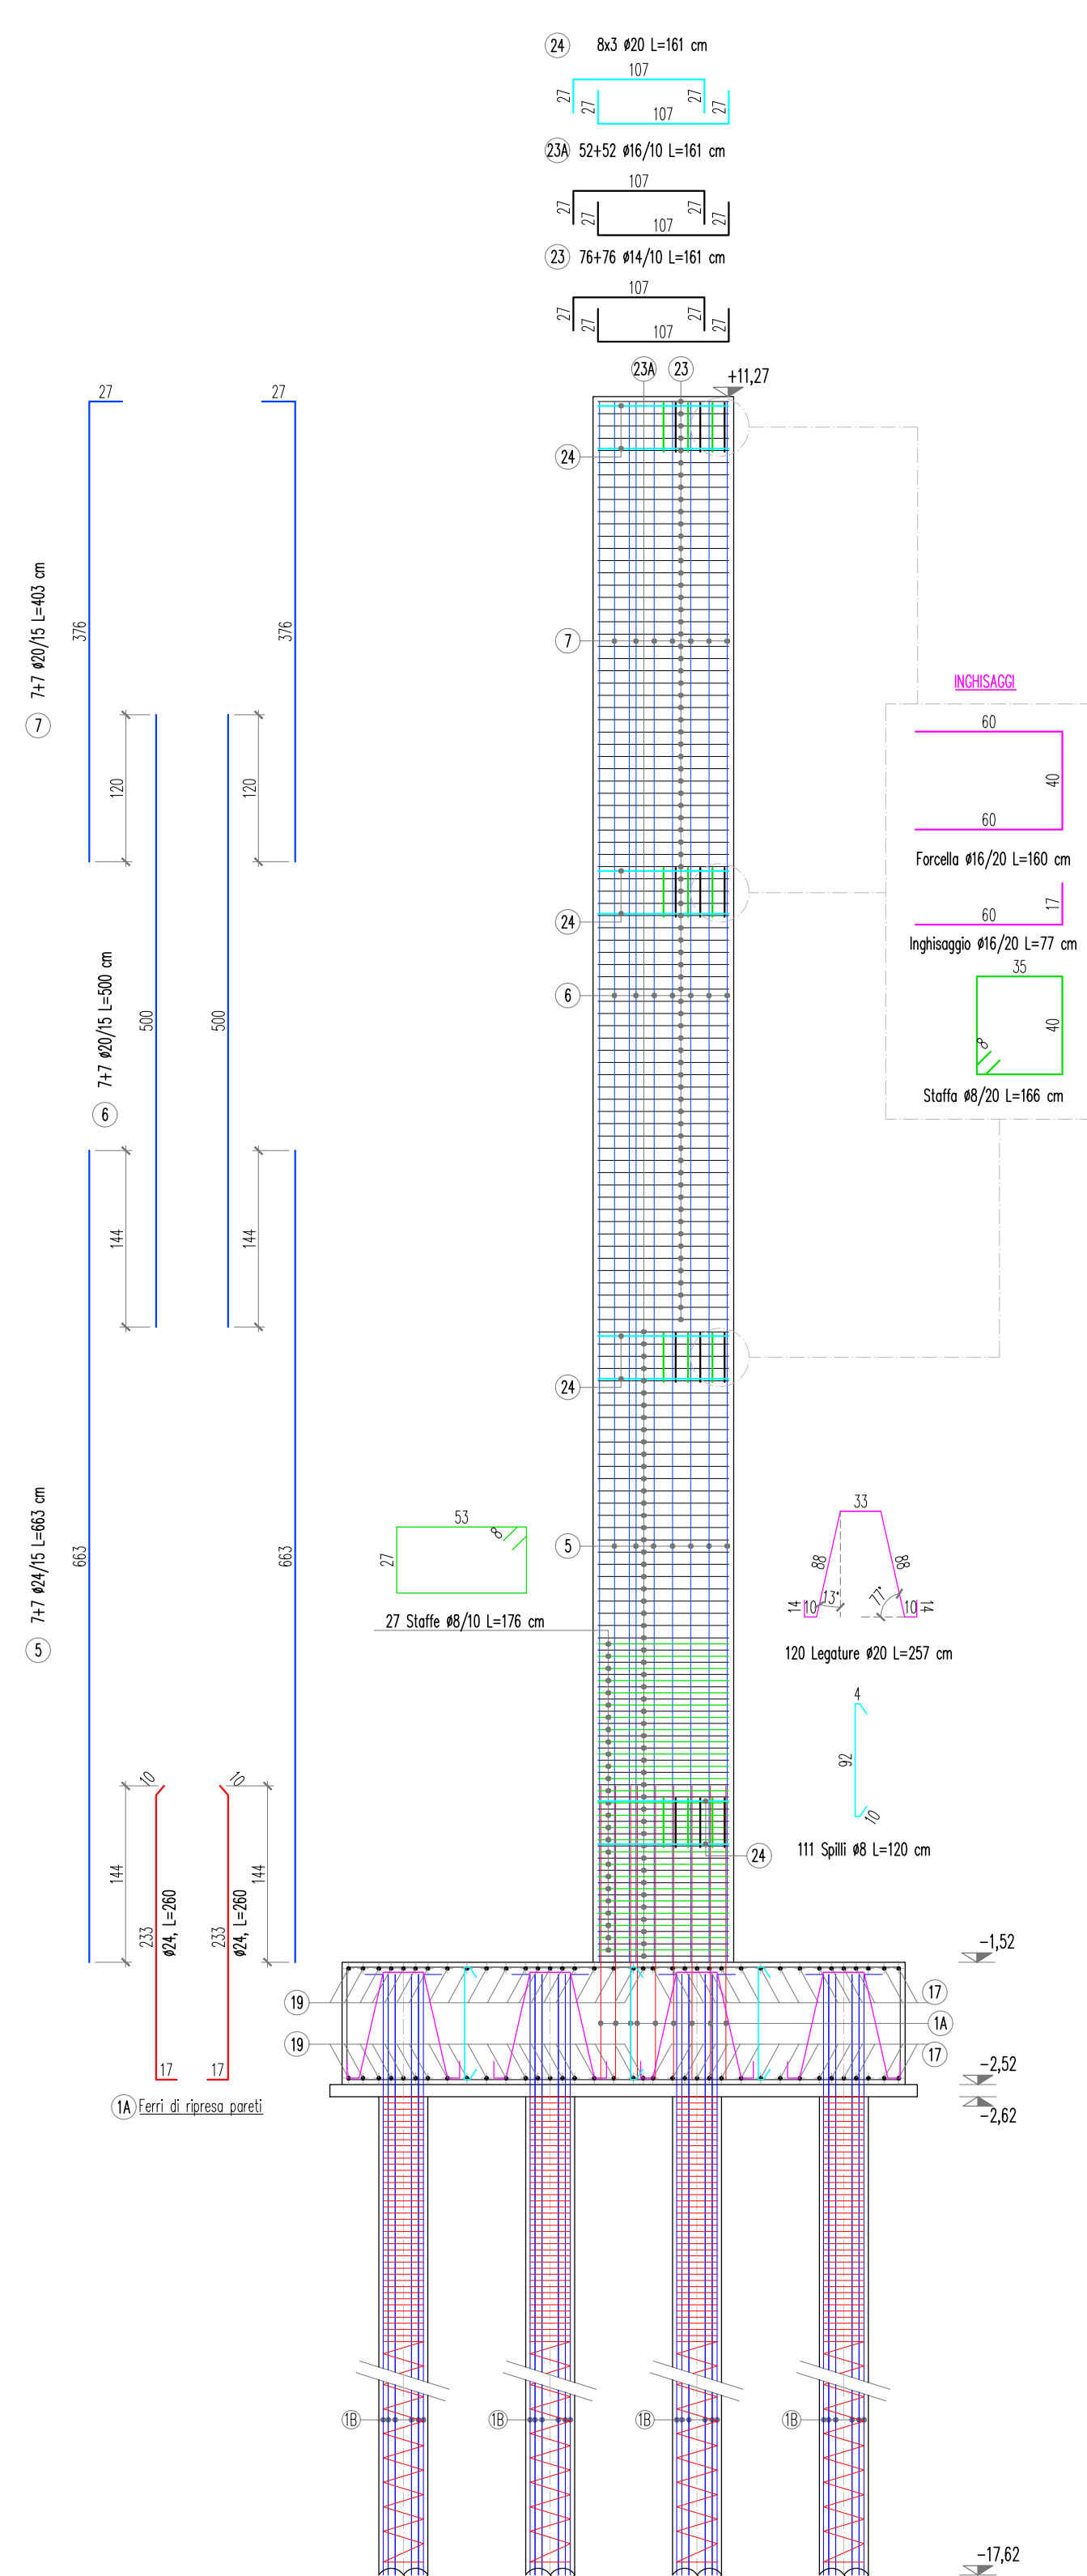 24 8x3 ø20 L=161 cm
107
27 27 27 27
107
23A 52+52 ø16/10 L=161 cm
107
27 27 27 27
107
23 76+76 ø14/10 L=161 cm
107
27 27 27 27
107
23A 23
+11,27
27 27
24
7 7+7 ø20/15 L=403 cm
376 376
7
INGHISAGGI
60
40
60
Forcella ø16/20 L=160 cm
120 120
17
60
Inghisaggio ø16/20 L=77 cm
24
35
40
8
Staffa ø8/20 L=166 cm
6 7+7 ø20/15 L=500 cm
500 500
6
144 144
24
5 7+7 ø24/15 L=663 cm
663 663
53
8
27
27 Staffe ø8/10 L=176 cm
5
33
88 88
14 10 13° 77° 10 14
120 Legature ø20 L=257 cm
4
92
10
111 Spilli ø8 L=120 cm
24
10 10
144 144
233 ø24, L=260 233 ø24, L=260
17 17
1A Ferri di ripresa pareti
-1,52
19 17
1A
19 17
-2,52
-2,62
1B 1B 1B 1B
-17,62